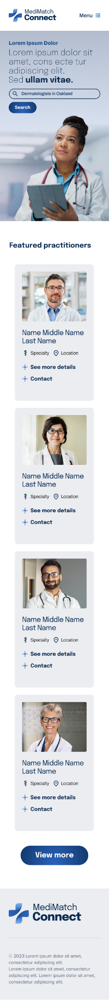 MediMatch
Connect
Menu
Lorem Ipsum Dolor
Lorem ipsum dolor sit
amet, cons ecte tur
adipiscing elit.
Sed ullam vitae.
Dermatologists in Oakland
Search
Featured practitioners
Name Middle Name
Last Name
Specialty Location
See more details
Contact
Name Middle Name
Last Name
Specialty Location
See more details
Contact
Name Middle Name
Last Name
Specialty Location
See more details
Contact
Name Middle Name
Last Name
Specialty Location
See more details
Contact
View more
MediMatch
Connect
© 2023 Lorem ipsum dolor sit amet,
consectetur adipiscing elit.
Lorem ipsum dolor sit amet, consectetur
adipiscing elit. Lorem ipsum dolor sit amet,
consectetur adipiscing elit.